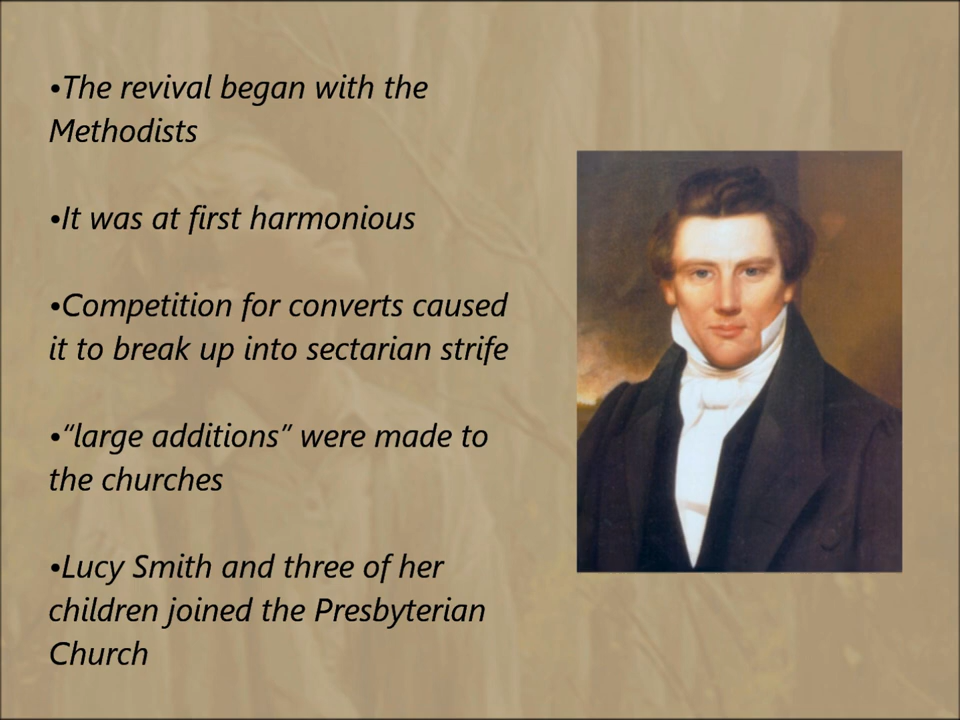 •The revival began with the
Methodists
•It was at first harmonious
•Competition for converts caused
it to break up into sectarian strife
•“large additions” were made to
the churches
•Lucy Smith and three of her
children joined the Presbyterian
Church